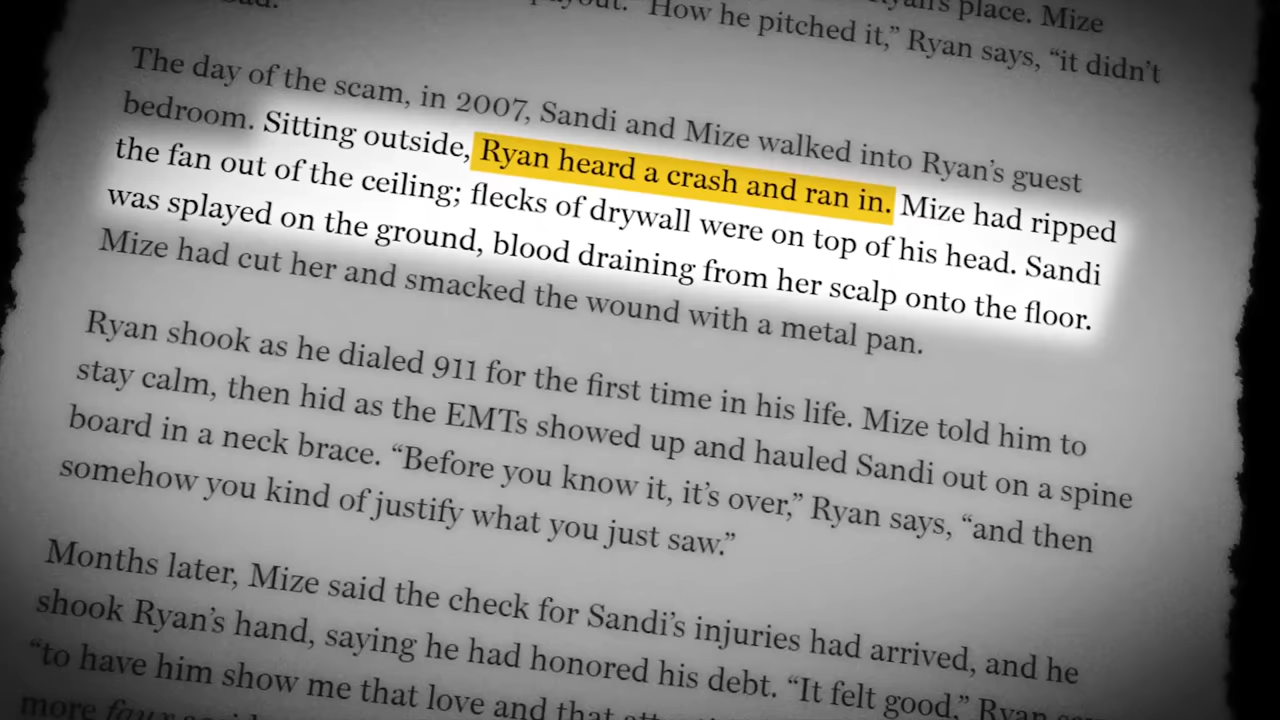 payout." "How he pitched it," Ryan says, "it didn't
Ryan's place. Mize
The day of the scam, in 2007, Sandi and Mize walked into Ryan's guest
bedroom. Sitting outside, Ryan heard a crash and ran in. Mize had ripped
the fan out of the ceiling; flecks of drywall were on top of his head. Sandi
was splayed on the ground, blood draining from her scalp onto the floor.
Mize had cut her and smacked the wound with a metal pan.
Ryan shook as he dialed 911 for the first time in his life. Mize told him to
stay calm, then hid as the EMTs showed up and hauled Sandi out on a spine
board in a neck brace. “Before you know it, it’s over,” Ryan says, “and then
somehow you kind of justify what you just saw.”
Months later, Mize said the check for Sandi’s injuries had arrived, and he
shook Ryan’s hand, saying he had honored his debt. “It felt good,” Ryan
“to have him show me that love and that
more faux